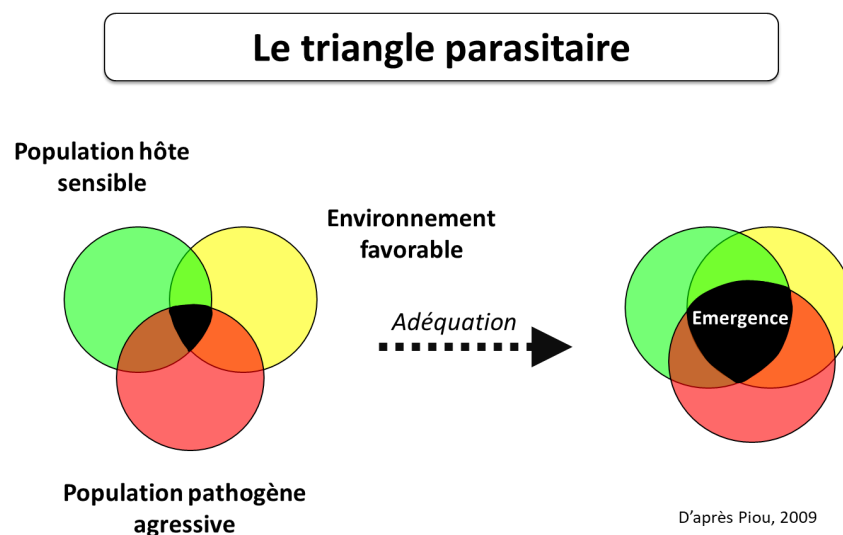 Le triangle parasitaire
Population hôte
sensible
Environnement
favorable
Adéquation
Emergence
Population pathogène
agressive
D'après Piou, 2009